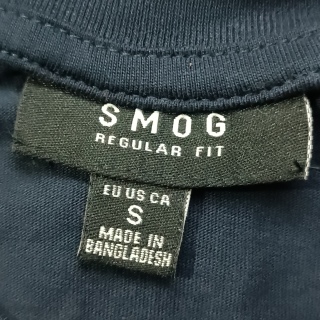 SMOG
REGULAR FIT
EU US CA
S
MADE IN
BANGLADESH